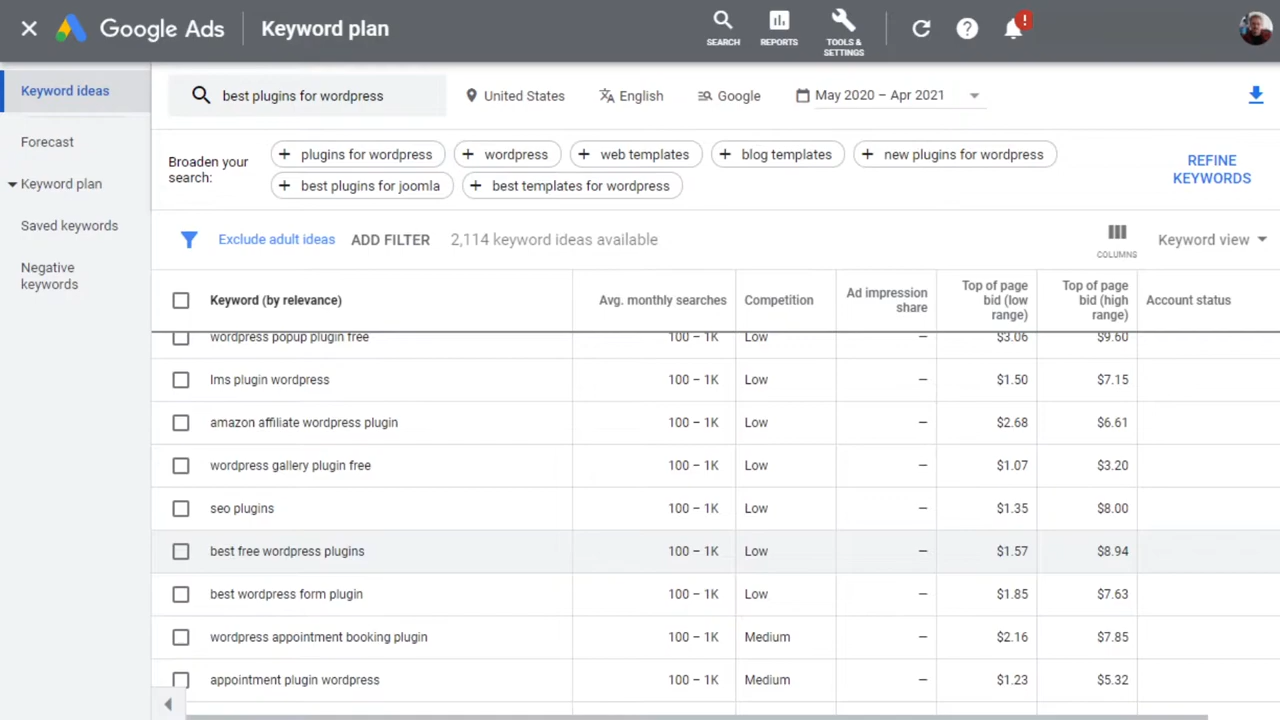 Google Ads
Keyword plan
SEARCH
REPORTS
TOOLS &
SETTINGS
!
Keyword ideas
Forecast
Keyword plan
Saved keywords
Negative
keywords
best plugins for wordpress
United States
English
Google
May 2020 – Apr 2021
Broaden your
search:
plugins for wordpress
wordpress
web templates
blog templates
new plugins for wordpress
best plugins for joomla
best templates for wordpress
REFINE
KEYWORDS
Exclude adult ideas
ADD FILTER
2,114 keyword ideas available
COLUMNS
Keyword view
Keyword (by relevance)
Avg. monthly searches
Competition
Ad impression
share
Top of page
bid (low
range)
Top of page
bid (high
range)
Account status
wordpress popup plugin free 100 – 1K Low – $3.06 $9.60
lms plugin wordpress 100 – 1K Low – $1.50 $7.15
amazon affiliate wordpress plugin 100 – 1K Low – $2.68 $6.61
wordpress gallery plugin free 100 – 1K Low – $1.07 $3.20
seo plugins 100 – 1K Low – $1.35 $8.00
best free wordpress plugins 100 – 1K Low – $1.57 $8.94
best wordpress form plugin 100 – 1K Low – $1.85 $7.63
wordpress appointment booking plugin 100 – 1K Medium – $2.16 $7.85
appointment plugin wordpress 100 – 1K Medium – $1.23 $5.32